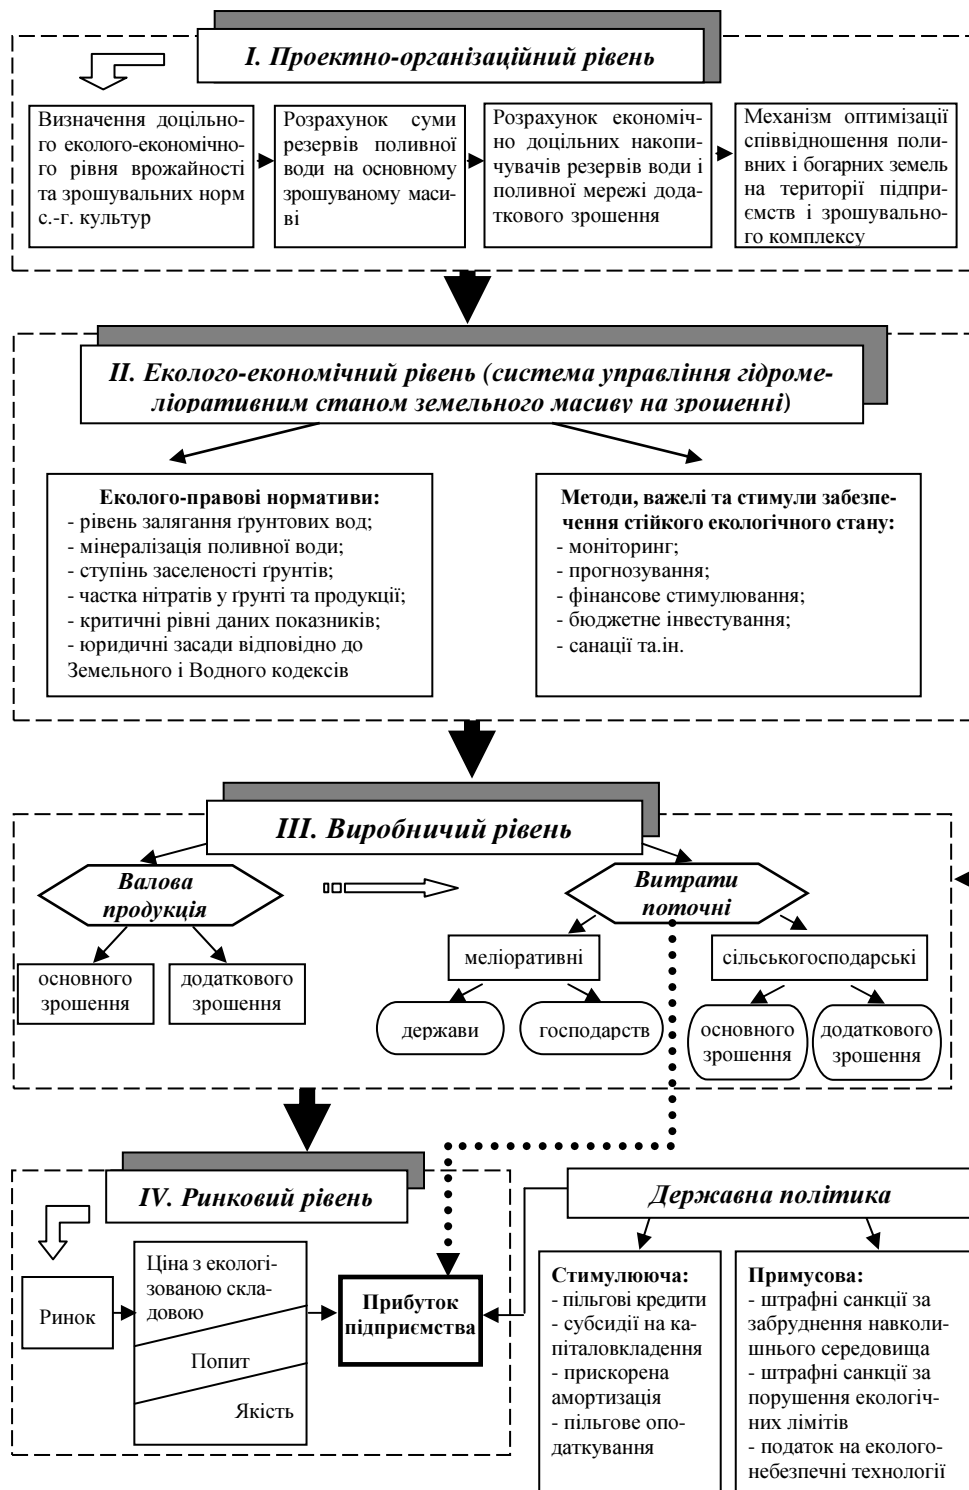 I. Проектно-організаційний рівень
Визначення доціль-
ного еколого-економічного
рівня врожайності
та зрошувальних норм
с.-г. культур
Розрахунок суми
резервів поливної
води на основному
зрошуваному маси-
ві
Розрахунок економіч-
но доцільних накопи-
чувачів резервів води і
поливної мережі дода-
ткового зрошення
Механізм оптимізації
співвідношення полив-
них і богарних земель
на території підпри-
ємств і зрошувально-
го комплексу
II. Еколого-економічний рівень (система управління гідроме-
ліоративним станом земельного масиву на зрошенні)
Еколого-правові нормативи:
- рівень залягання ґрунтових вод;
- мінералізація поливної води;
- ступінь заселеності ґрунтів;
- частка нітратів у ґрунті та продукції;
- критичні рівні даних показників;
- юридичні засади відповідно до
Земельного і Водного кодексів
Методи, важелі та стимули забезпе-
чення стійкого екологічного стану:
- моніторинг;
- прогнозування;
- фінансове стимулювання;
- бюджетне інвестування;
- санації та.ін.
III. Виробничий рівень
Валова
продукція
Витрати
поточні
основного
зрошення
додаткового
зрошення
меліоративні
сільськогосподарські
держави
господарств
основного
зрошення
додаткового
зрошення
IV. Ринковий рівень
Ринок
Ціна з екологі-
зованою скла-
довою
Попит
Якість
Прибуток
підприємства
Державна політика
Стимулююча:
- пільгові кредити
- субсидії на ка-
піталовкладення
- прискорена
амортизація
- пільгове опо-
даткування
Примусова:
- штрафні санкції за
забруднення навколи-
шнього середовища
- штрафні санкції за
порушення екологіч-
них лімітів
- податок на еколого-
небезпечні технології